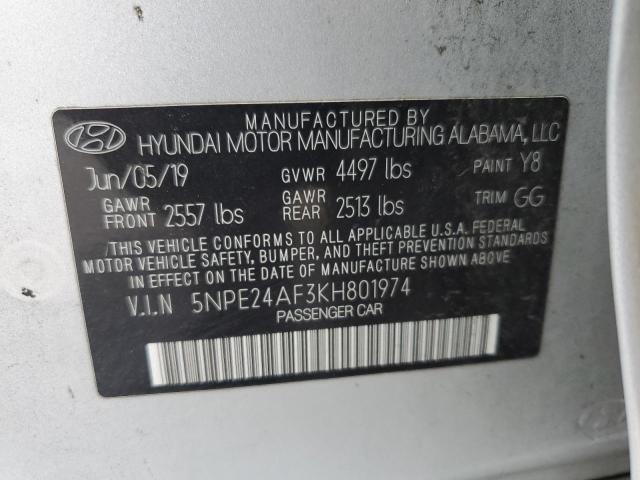 MANUFACTURED BY
HYUNDAI MOTOR MANUFACTURING ALABAMA, LLC
Jun/05/19 GVWR 4497 lbs PAINT Y8
GAWR FRONT 2557 lbs GAWR REAR 2513 lbs TRIM GG
THIS VEHICLE CONFORMS TO ALL APPLICABLE U.S.A. FEDERAL
MOTOR VEHICLE SAFETY, BUMPER, AND THEFT PREVENTION STANDARDS
IN EFFECT ON THE DATE OF MANUFACTURE SHOWN ABOVE
V.I.N 5NPE24AF3KH801974
PASSENGER CAR